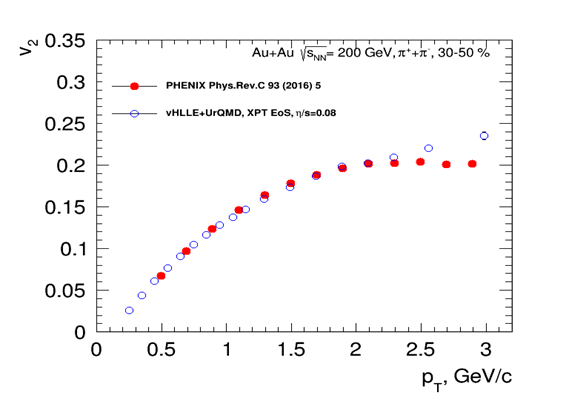 v2
0.35
Au+Au √sNN = 200 GeV, π++π-, 30-50 %
0.3
PHENIX Phys.Rev.C 93 (2016) 5
0.25
vHLLE+UrQMD, XPT EoS, η/s=0.08
0.2
0.15
0.1
0.05
0
0 0.5 1 1.5 2 2.5 3
pT, GeV/c